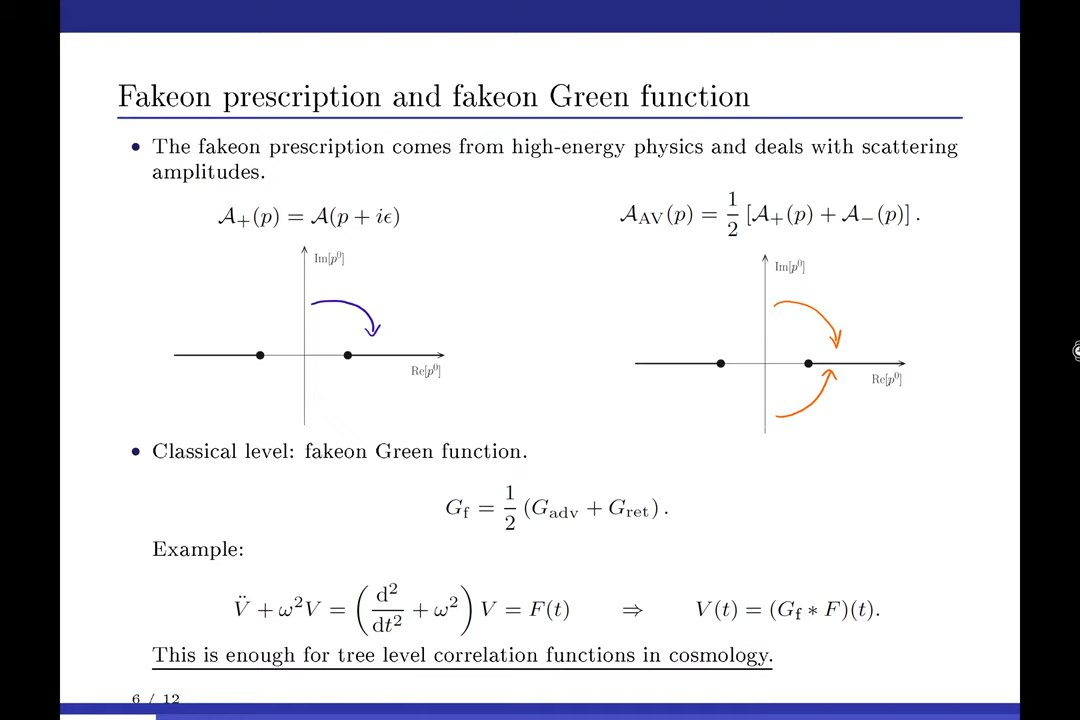 Fakeon prescription and fakeon Green function
• The fakeon prescription comes from high-energy physics and deals with scattering
amplitudes.
𝒜₊(p) = 𝒜(p + iϵ)
𝒜_AV(p) = 1/2 [𝒜₊(p) + 𝒜₋(p)] .
Im[p⁰]
Re[p⁰]
Im[p⁰]
Re[p⁰]
• Classical level: fakeon Green function.
G_f = 1/2 (G_adv + G_ret) .
Example:
V̈ + ω²V = (d²/dt² + ω²) V = F(t) ⇒ V(t) = (G_f ∗ F)(t).
This is enough for tree level correlation functions in cosmology.
6 / 12